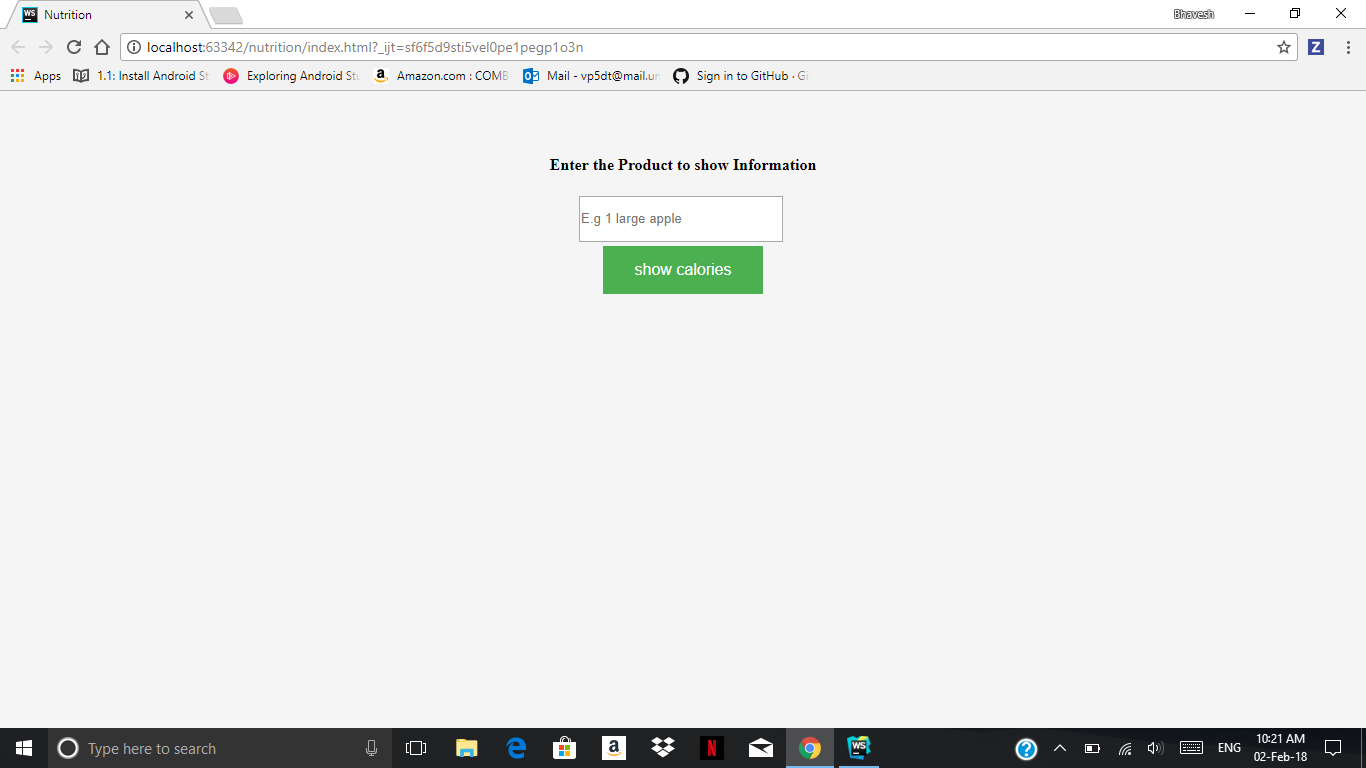 Nutrition
Bhavesh
localhost:63342/nutrition/index.html?_ijt=sf6f5d9sti5vel0pe1pegp1o3n
Z
Apps 1.1: Install Android St Exploring Android Stu Amazon.com : COMB Mail - vp5dt@mail.um Sign in to GitHub · Gi
Enter the Product to show Information
E.g 1 large apple
show calories
Type here to search
ENG
10:21 AM
02-Feb-18